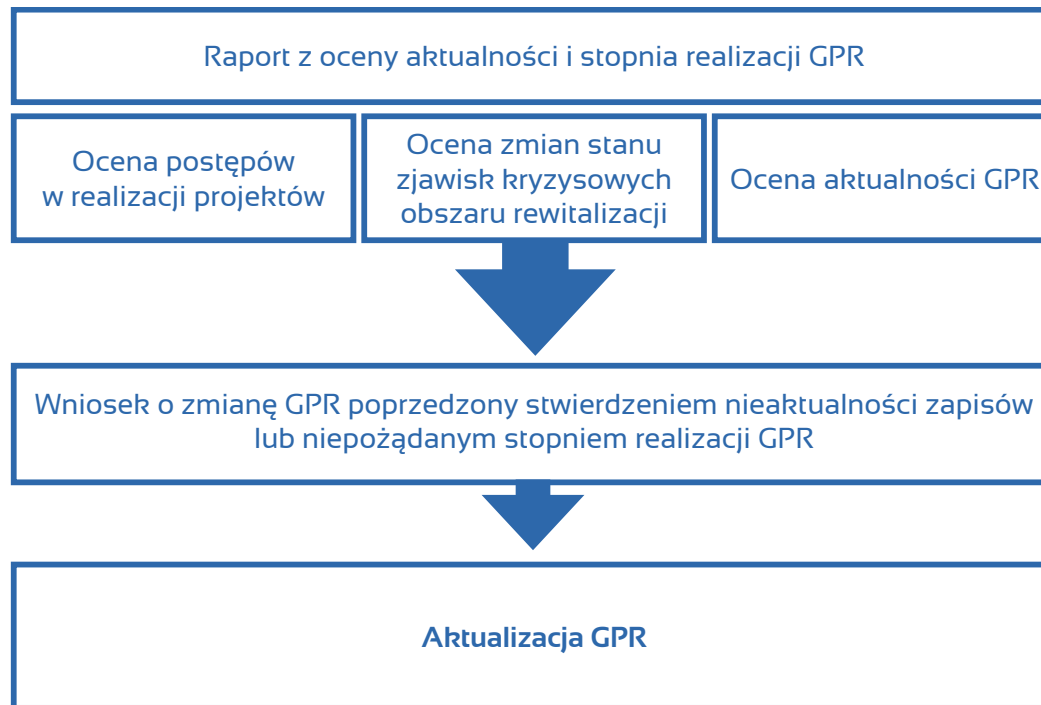 Raport z oceny aktualności i stopnia realizacji GPR
Ocena postępów
w realizacji projektów
Ocena zmian stanu
zjawisk kryzysowych
obszaru rewitalizacji
Ocena aktualności GPR
Wniosek o zmianę GPR poprzedzony stwierdzeniem nieaktualności zapisów
lub niepożądanym stopniem realizacji GPR
Aktualizacja GPR